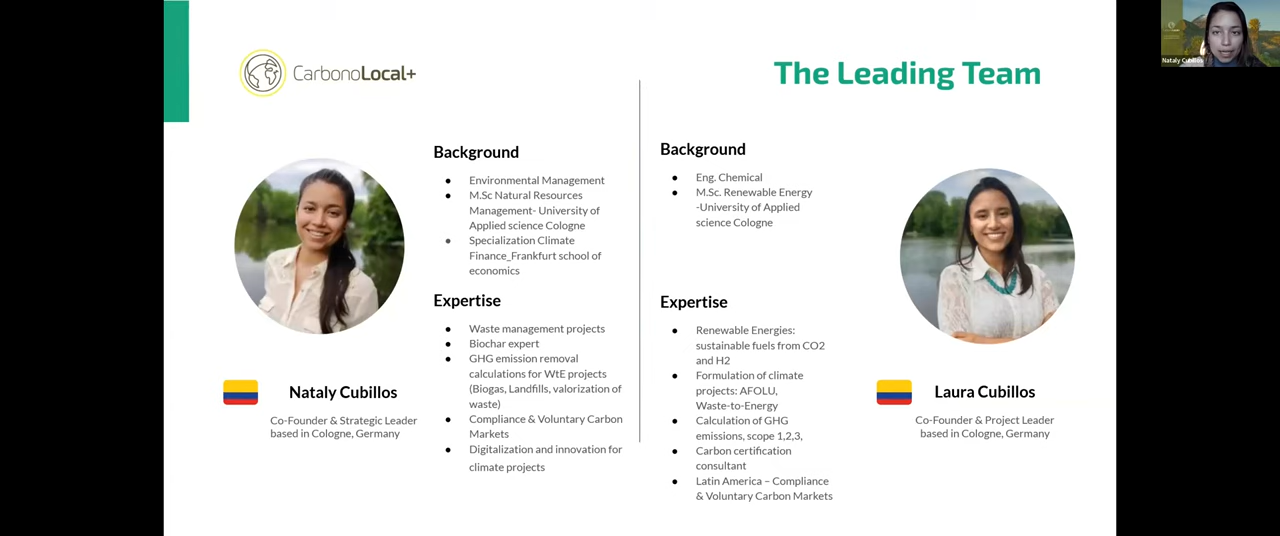 CarbonoLocal+
The Leading Team
Background
● Environmental Management
● M.Sc Natural Resources
Management- University of
Applied science Cologne
● Specialization Climate
Finance_Frankfurt school of
economics
Expertise
● Waste management projects
● Biochar expert
● GHG emission removal
calculations for WtE projects
(Biogas, Landfills, valorization of
waste)
● Compliance & Voluntary Carbon
Markets
● Digitalization and innovation for
climate projects
Nataly Cubillos
Co-Founder & Strategic Leader
based in Cologne, Germany
Background
● Eng. Chemical
● M.Sc. Renewable Energy
-University of Applied
science Cologne
Expertise
● Renewable Energies:
sustainable fuels from CO2
and H2
● Formulation of climate
projects: AFOLU,
Waste-to-Energy
● Calculation of GHG
emissions, scope 1,2,3,
● Carbon certification
consultant
● Latin America – Compliance
& Voluntary Carbon Markets
Laura Cubillos
Co-Founder & Project Leader
based in Cologne, Germany
Nataly Cubillos